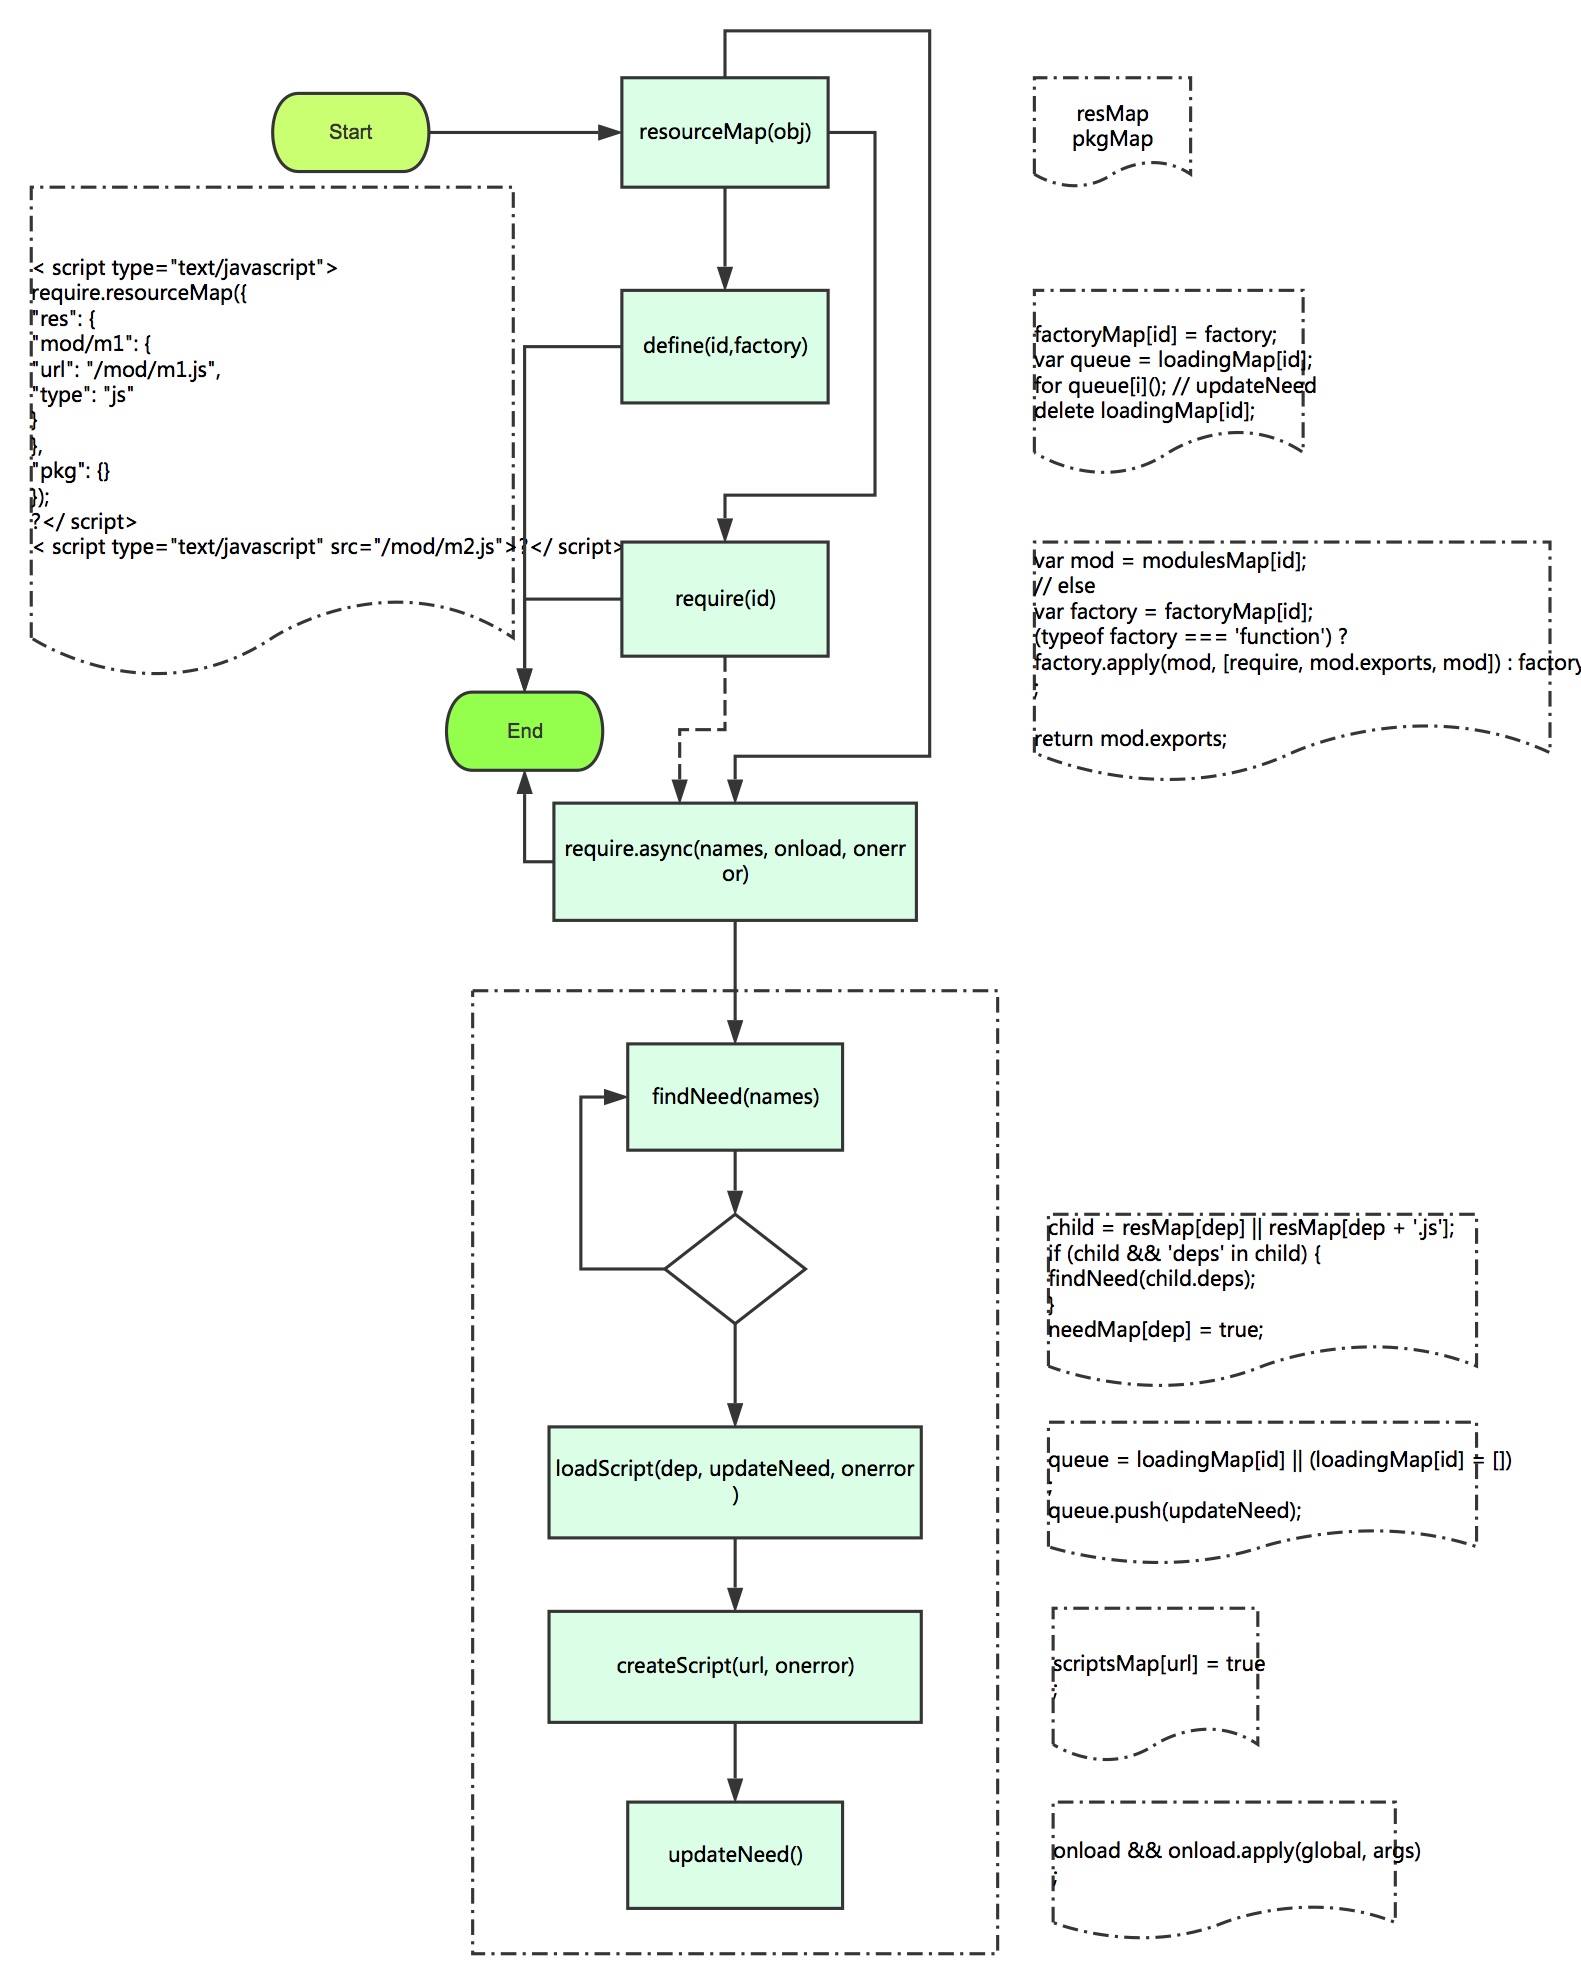 Start
resourceMap(obj)
resMap
pkgMap
< script type="text/javascript">
require.resourceMap({
"res": {
"mod/m1": {
"url": "/mod/m1.js",
"type": "js"
}
},
"pkg": {}
});
?</ script>
< script type="text/javascript" src="/mod/m2.js">?</ script>
define(id,factory)
factoryMap[id] = factory;
var queue = loadingMap[id];
for queue[i](); // updateNeed
delete loadingMap[id];
require(id)
var mod = modulesMap[id];
// else
var factory = factoryMap[id];
(typeof factory === 'function') ?
factory.apply(mod, [require, mod.exports, mod]) : factory
;
return mod.exports;
End
require.async(names, onload, onerr
or)
findNeed(names)
child = resMap[dep] || resMap[dep + '.js'];
if (child && 'deps' in child) {
findNeed(child.deps);
}
needMap[dep] = true;
loadScript(dep, updateNeed, onerror
)
queue = loadingMap[id] || (loadingMap[id] = [])
;
queue.push(updateNeed);
createScript(url, onerror)
scriptsMap[url] = true
;
updateNeed()
onload && onload.apply(global, args)
;